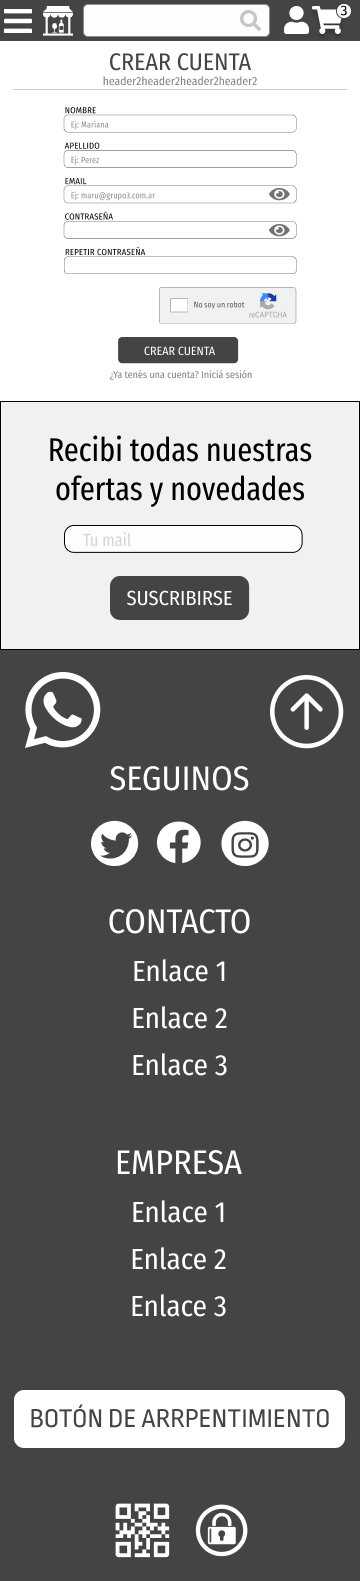 3
CREAR CUENTA
header2header2header2header2
NOMBRE
Ej: Mariana
APELLIDO
Ej: Perez
EMAIL
Ej: maru@grupo3.com.ar
CONTRASEÑA
REPETIR CONTRASEÑA
No soy un robot
reCAPTCHA
CREAR CUENTA
¿Ya tenés una cuenta? Iniciá sesión
Recibi todas nuestras
ofertas y novedades
Tu mail
SUSCRIBIRSE
SEGUINOS
CONTACTO
Enlace 1
Enlace 2
Enlace 3
EMPRESA
Enlace 1
Enlace 2
Enlace 3
BOTÓN DE ARRPENTIMIENTO